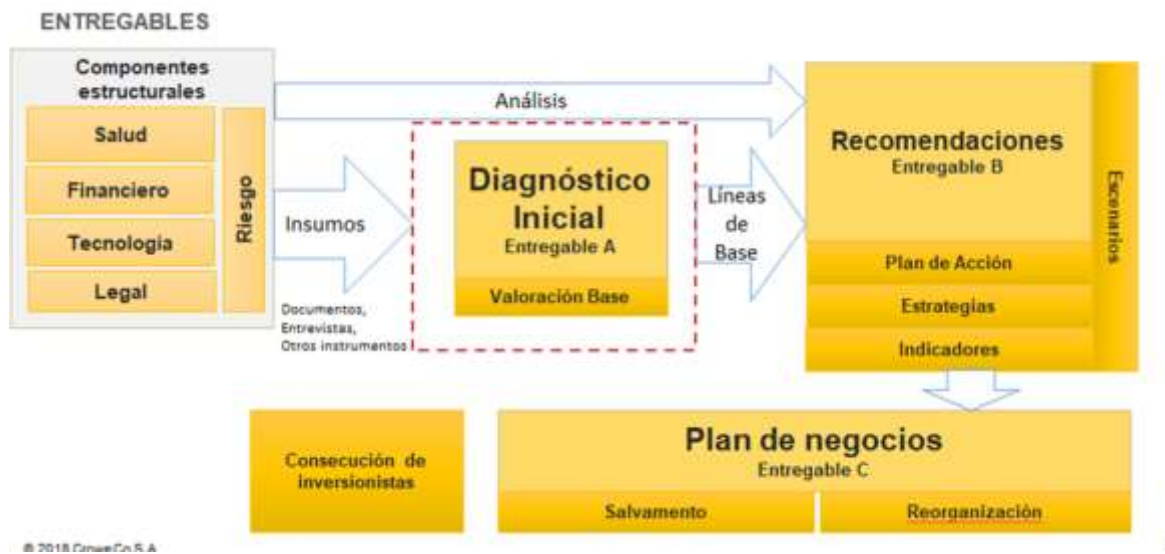 ENTREGABLES
Componentes
estructurales
Salud
Financiero
Tecnología
Legal
Riesgo
Análisis
Insumos
Documentos,
Entrevistas,
Otros instrumentos
Diagnóstico
Inicial
Entregable A
Valoración Base
Líneas
de
Base
Recomendaciones
Entregable B
Plan de Acción
Estrategias
Indicadores
Escenarios
Consecución de
inversionistas
Plan de negocios
Entregable C
Salvamento
Reorganización
© 2018 CroweCo S.A